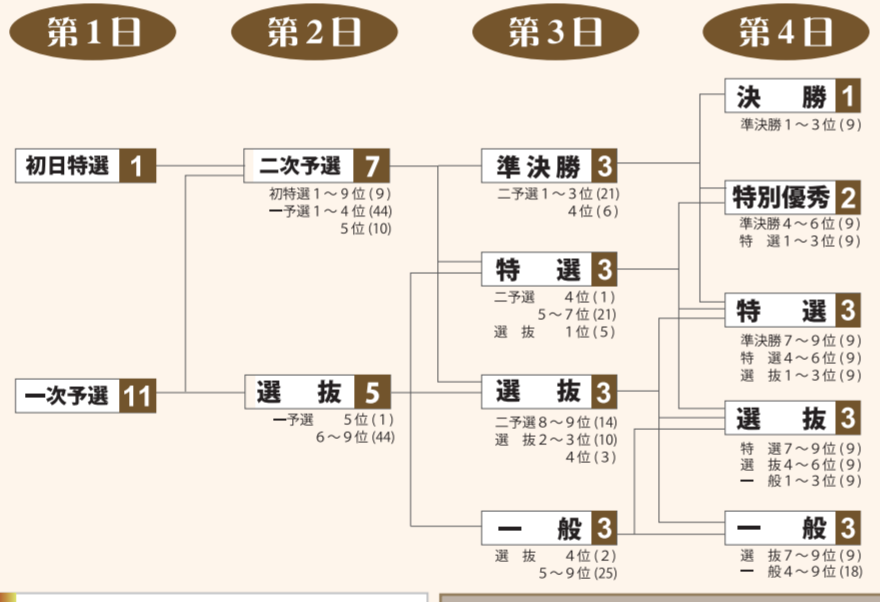 第1日
第2日
第3日
第4日
初日特選 1
一次予選 11
二次予選 7
初特選1～9位(9)
一予選1～4位(44)
5位(10)
選抜 5
一予選 5位(1)
6～9位(44)
準決勝 3
二予選1～3位(21)
4位(6)
特選 3
二予選 4位(1)
5～7位(21)
選抜 1位(5)
選抜 3
二予選8～9位(14)
選抜2～3位(10)
4位(3)
一般 3
選抜 4位(2)
5～9位(25)
決勝 1
準決勝1～3位(9)
特別優秀 2
準決勝4～6位(9)
特選1～3位(9)
特選 3
準決勝7～9位(9)
特選4～6位(9)
選抜1～3位(9)
選抜 3
特選7～9位(9)
選抜4～6位(9)
一般1～3位(9)
一般 3
選抜7～9位(9)
一般4～9位(18)